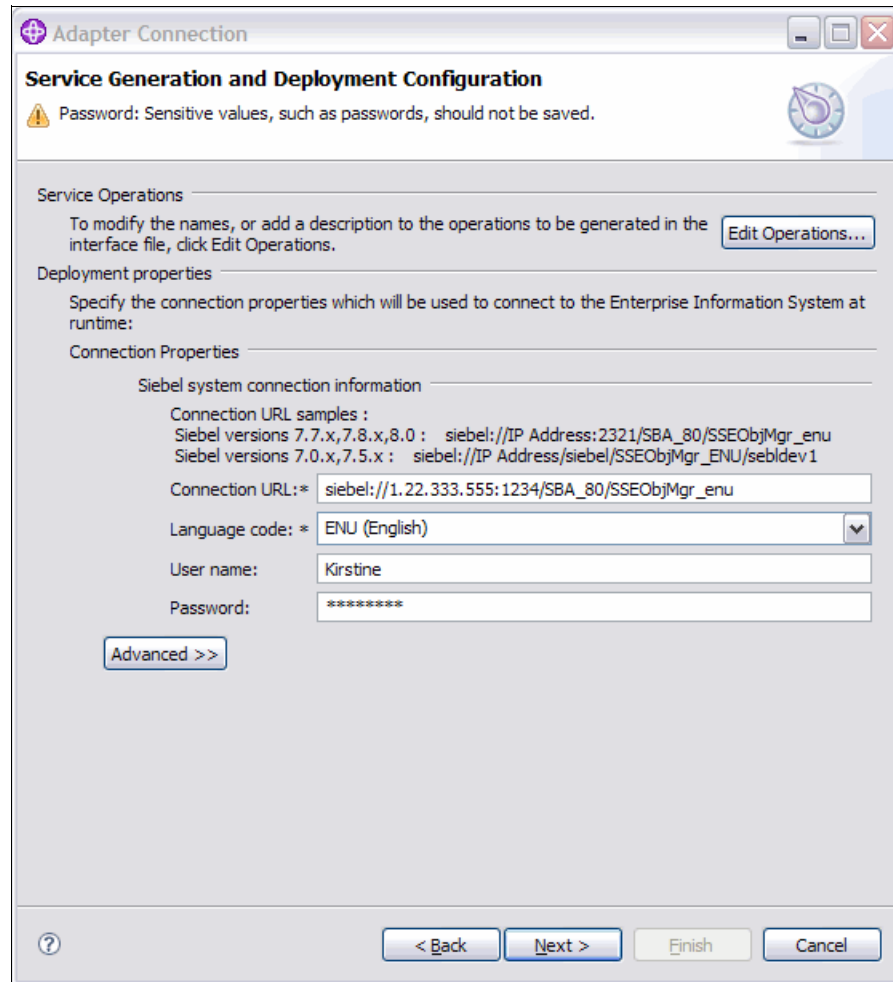 Adapter Connection
Service Generation and Deployment Configuration
Password: Sensitive values, such as passwords, should not be saved.
Service Operations
To modify the names, or add a description to the operations to be generated in the
interface file, click Edit Operations.
Edit Operations...
Deployment properties
Specify the connection properties which will be used to connect to the Enterprise Information System at
runtime:
Connection Properties
Siebel system connection information
Connection URL samples :
Siebel versions 7.7.x,7.8.x,8.0 : siebel://IP Address:2321/SBA_80/SSEObjMgr_enu
Siebel versions 7.0.x,7.5.x : siebel://IP Address/siebel/SSEObjMgr_ENU/sebldev1
Connection URL:* siebel://1.22.333.555:1234/SBA_80/SSEObjMgr_enu
Language code: * ENU (English)
User name: Kirstine
Password: ********
Advanced >>
? < Back Next > Finish Cancel